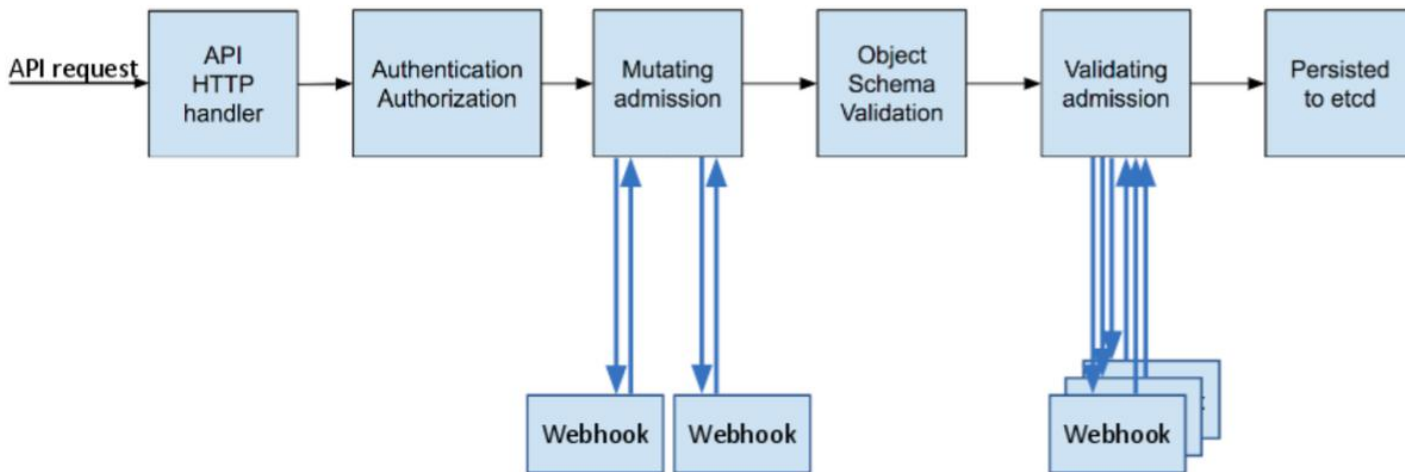 API request
API
HTTP
handler
Authentication
Authorization
Mutating
admission
Object
Schema
Validation
Validating
admission
Persisted
to etcd
Webhook
Webhook
Webhook